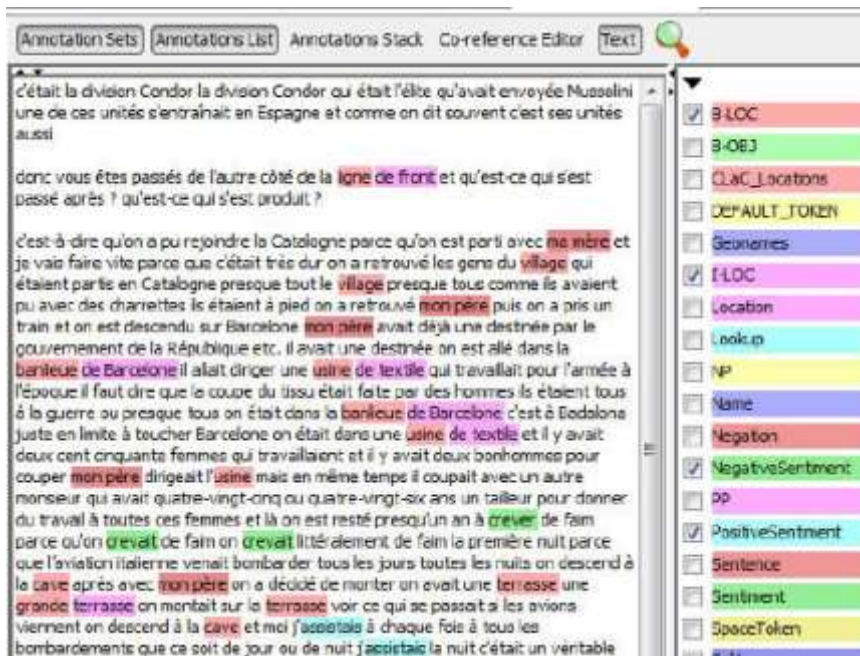 Annotation Sets Annotations List Annotations Stack Co-reference Editor Text
c'était la division Condor la division Condor qui était l'élite qu'avait envoyée Mussolini
une de ces unités s'entraînait en Espagne et comme on dit souvent c'est ses unités
aussi
donc vous êtes passés de l'autre côté de la ligne de front et qu'est-ce qui s'est
passé après ? qu'est-ce qui s'est produit ?
c'est-à-dire qu'on a pu rejoindre la Catalogne parce qu'on est parti avec ma mère et
je vais faire vite parce que c'était très dur on a retrouvé les gens du village qui
étaient partis en Catalogne presque tout le village presque tous comme ils avaient
pu avec des charrettes ils étaient à pied on a retrouvé mon père puis on a pris un
train et on est descendu sur Barcelone mon père avait déjà une destinée par le
gouvernement de la République etc. il avait une destinée on est allé dans la
banlieue de Barcelone il allait diriger une usine de textile qui travaillait pour l'armée à
l'époque il faut dire que la coupe du tissu était faite par des hommes ils étaient tous
à la guerre ou presque tous on était dans la banlieue de Barcelone c'est à Badalona
juste en limite à toucher Barcelone on était dans une usine de textile et il y avait
deux cent cinquante femmes qui travaillaient et il y avait deux bonhommes pour
couper mon père dirigeait l'usine mais en même temps il coupait avec un autre
monsieur qui avait quatre-vingt-cinq ou quatre-vingt-six ans un tailleur pour donner
du travail à toutes ces femmes et là on est resté presqu'un an à crever de faim
parce qu'on crevait de faim on crevait littéralement de faim la première nuit parce
que l'aviation italienne venait bombarder tous les jours toutes les nuits on descend à
la cave après avec mon père on a décidé de monter on avait une terrasse une
grande terrasse on montait sur la terrasse voir ce qui se passait si les avions
viennent on descend à la cave et moi j'assistais à chaque fois à tous les
bombardements que ce soit de jour ou de nuit j'assistais la nuit c'était un véritable
B-LOC
B-OBJ
CLaC_Locations
DEFAULT_TOKEN
Geonames
I-LOC
Location
Lookup
NP
Name
Negation
NegativeSentiment
PP
PositiveSentiment
Sentence
Sentiment
SpaceToken